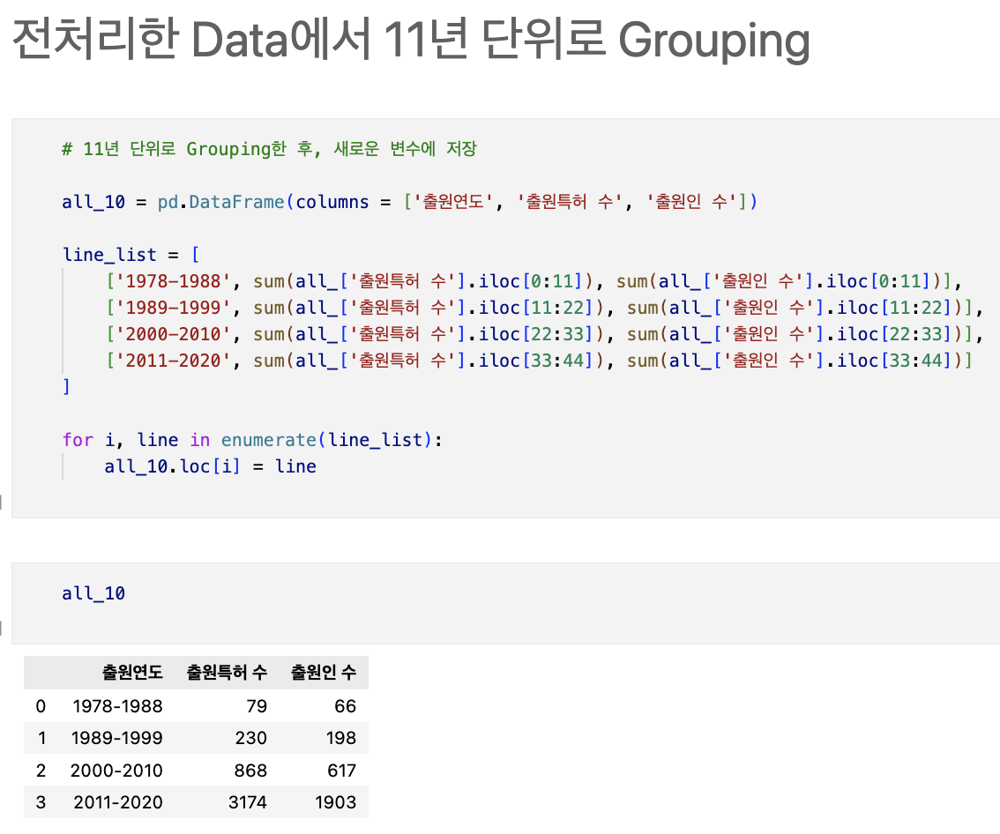 전처리한 Data에서 11년 단위로 Grouping
# 11년 단위로 Grouping한 후, 새로운 변수에 저장
all_10 = pd.DataFrame(columns = ['출원연도', '출원특허 수', '출원인 수'])
line_list = [
['1978-1988', sum(all_['출원특허 수'].iloc[0:11]), sum(all_['출원인 수'].iloc[0:11])],
['1989-1999', sum(all_['출원특허 수'].iloc[11:22]), sum(all_['출원인 수'].iloc[11:22])],
['2000-2010', sum(all_['출원특허 수'].iloc[22:33]), sum(all_['출원인 수'].iloc[22:33])],
['2011-2020', sum(all_['출원특허 수'].iloc[33:44]), sum(all_['출원인 수'].iloc[33:44])]
]
for i, line in enumerate(line_list):
all_10.loc[i] = line
all_10
출원연도 출원특허 수 출원인 수
0 1978-1988 79 66
1 1989-1999 230 198
2 2000-2010 868 617
3 2011-2020 3174 1903